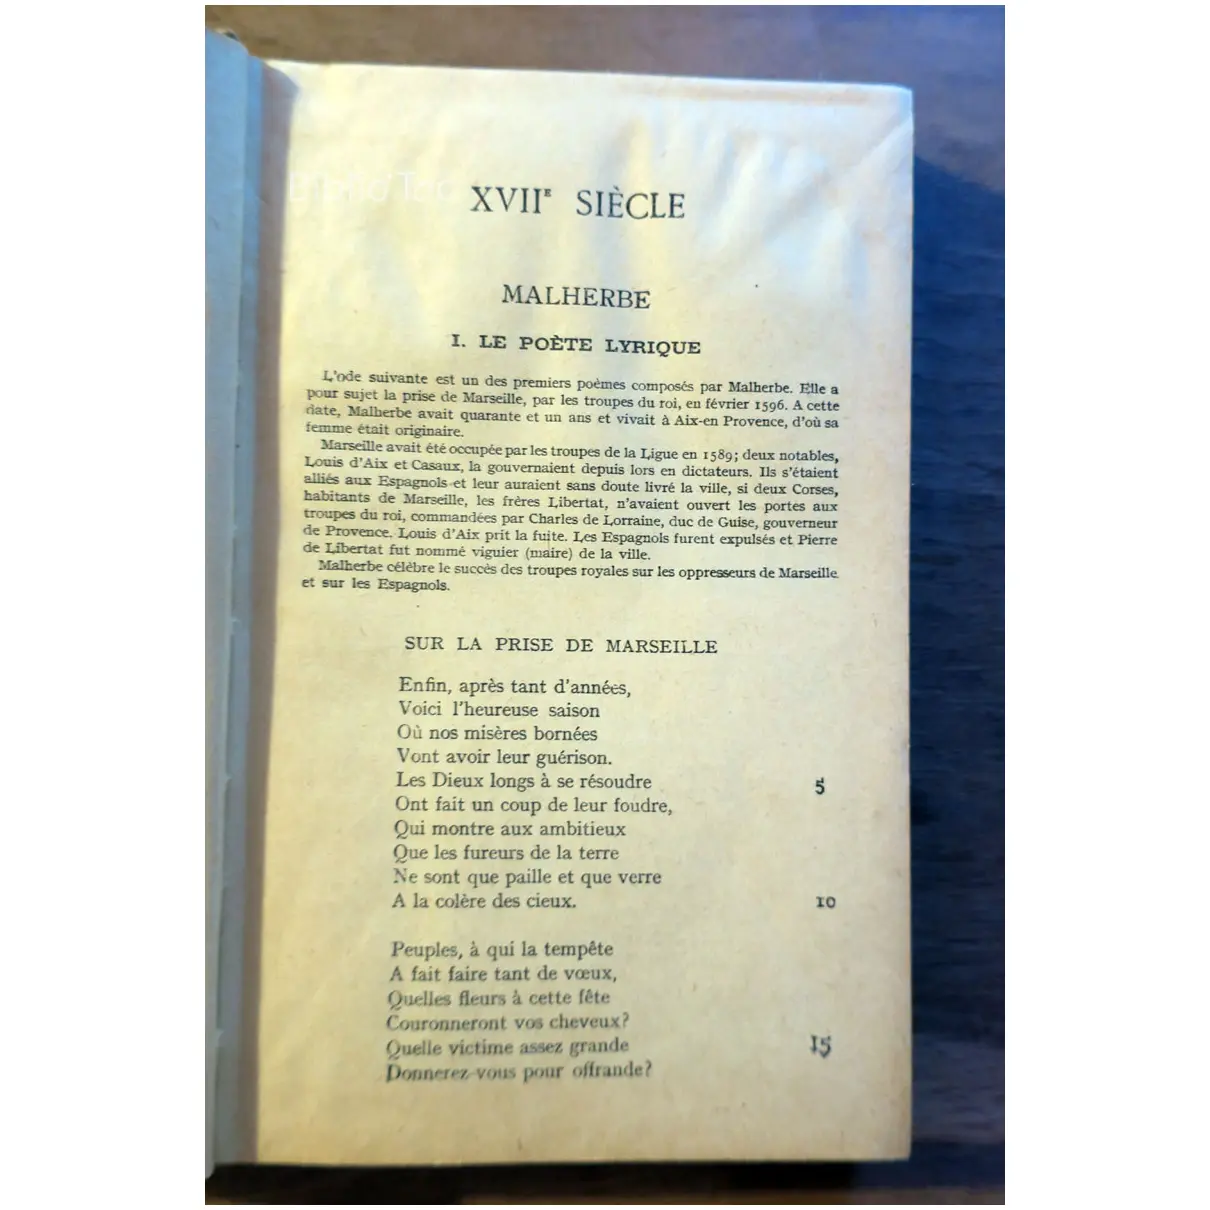 XVIIᴱ SIÈCLE
MALHERBE
I. LE POÈTE LYRIQUE
L'ode suivante est un des premiers poèmes composés par Malherbe. Elle a
pour sujet la prise de Marseille, par les troupes du roi, en février 1596. A cette
date, Malherbe avait quarante et un ans et vivait à Aix-en Provence, d'où sa
femme était originaire.
Marseille avait été occupée par les troupes de la Ligue en 1589; deux notables,
Louis d'Aix et Casaux, la gouvernaient depuis lors en dictateurs. Ils s'étaient
alliés aux Espagnols et leur auraient sans doute livré la ville, si deux Corses,
habitants de Marseille, les frères Libertat, n'avaient ouvert les portes aux
troupes du roi, commandées par Charles de Lorraine, duc de Guise, gouverneur
de Provence. Louis d'Aix prit la fuite. Les Espagnols furent expulsés et Pierre
de Libertat fut nommé viguier (maire) de la ville.
Malherbe célèbre le succès des troupes royales sur les oppresseurs de Marseille
et sur les Espagnols.
SUR LA PRISE DE MARSEILLE
Enfin, après tant d'années,
Voici l'heureuse saison
Où nos misères bornées
Vont avoir leur guérison.
Les Dieux longs à se résoudre 5
Ont fait un coup de leur foudre,
Qui montre aux ambitieux
Que les fureurs de la terre
Ne sont que paille et que verre
A la colère des cieux. 10
Peuples, à qui la tempête
A fait faire tant de vœux,
Quelles fleurs à cette fête
Couronneront vos cheveux?
Quelle victime assez grande 15
Donnerez-vous pour offrande?